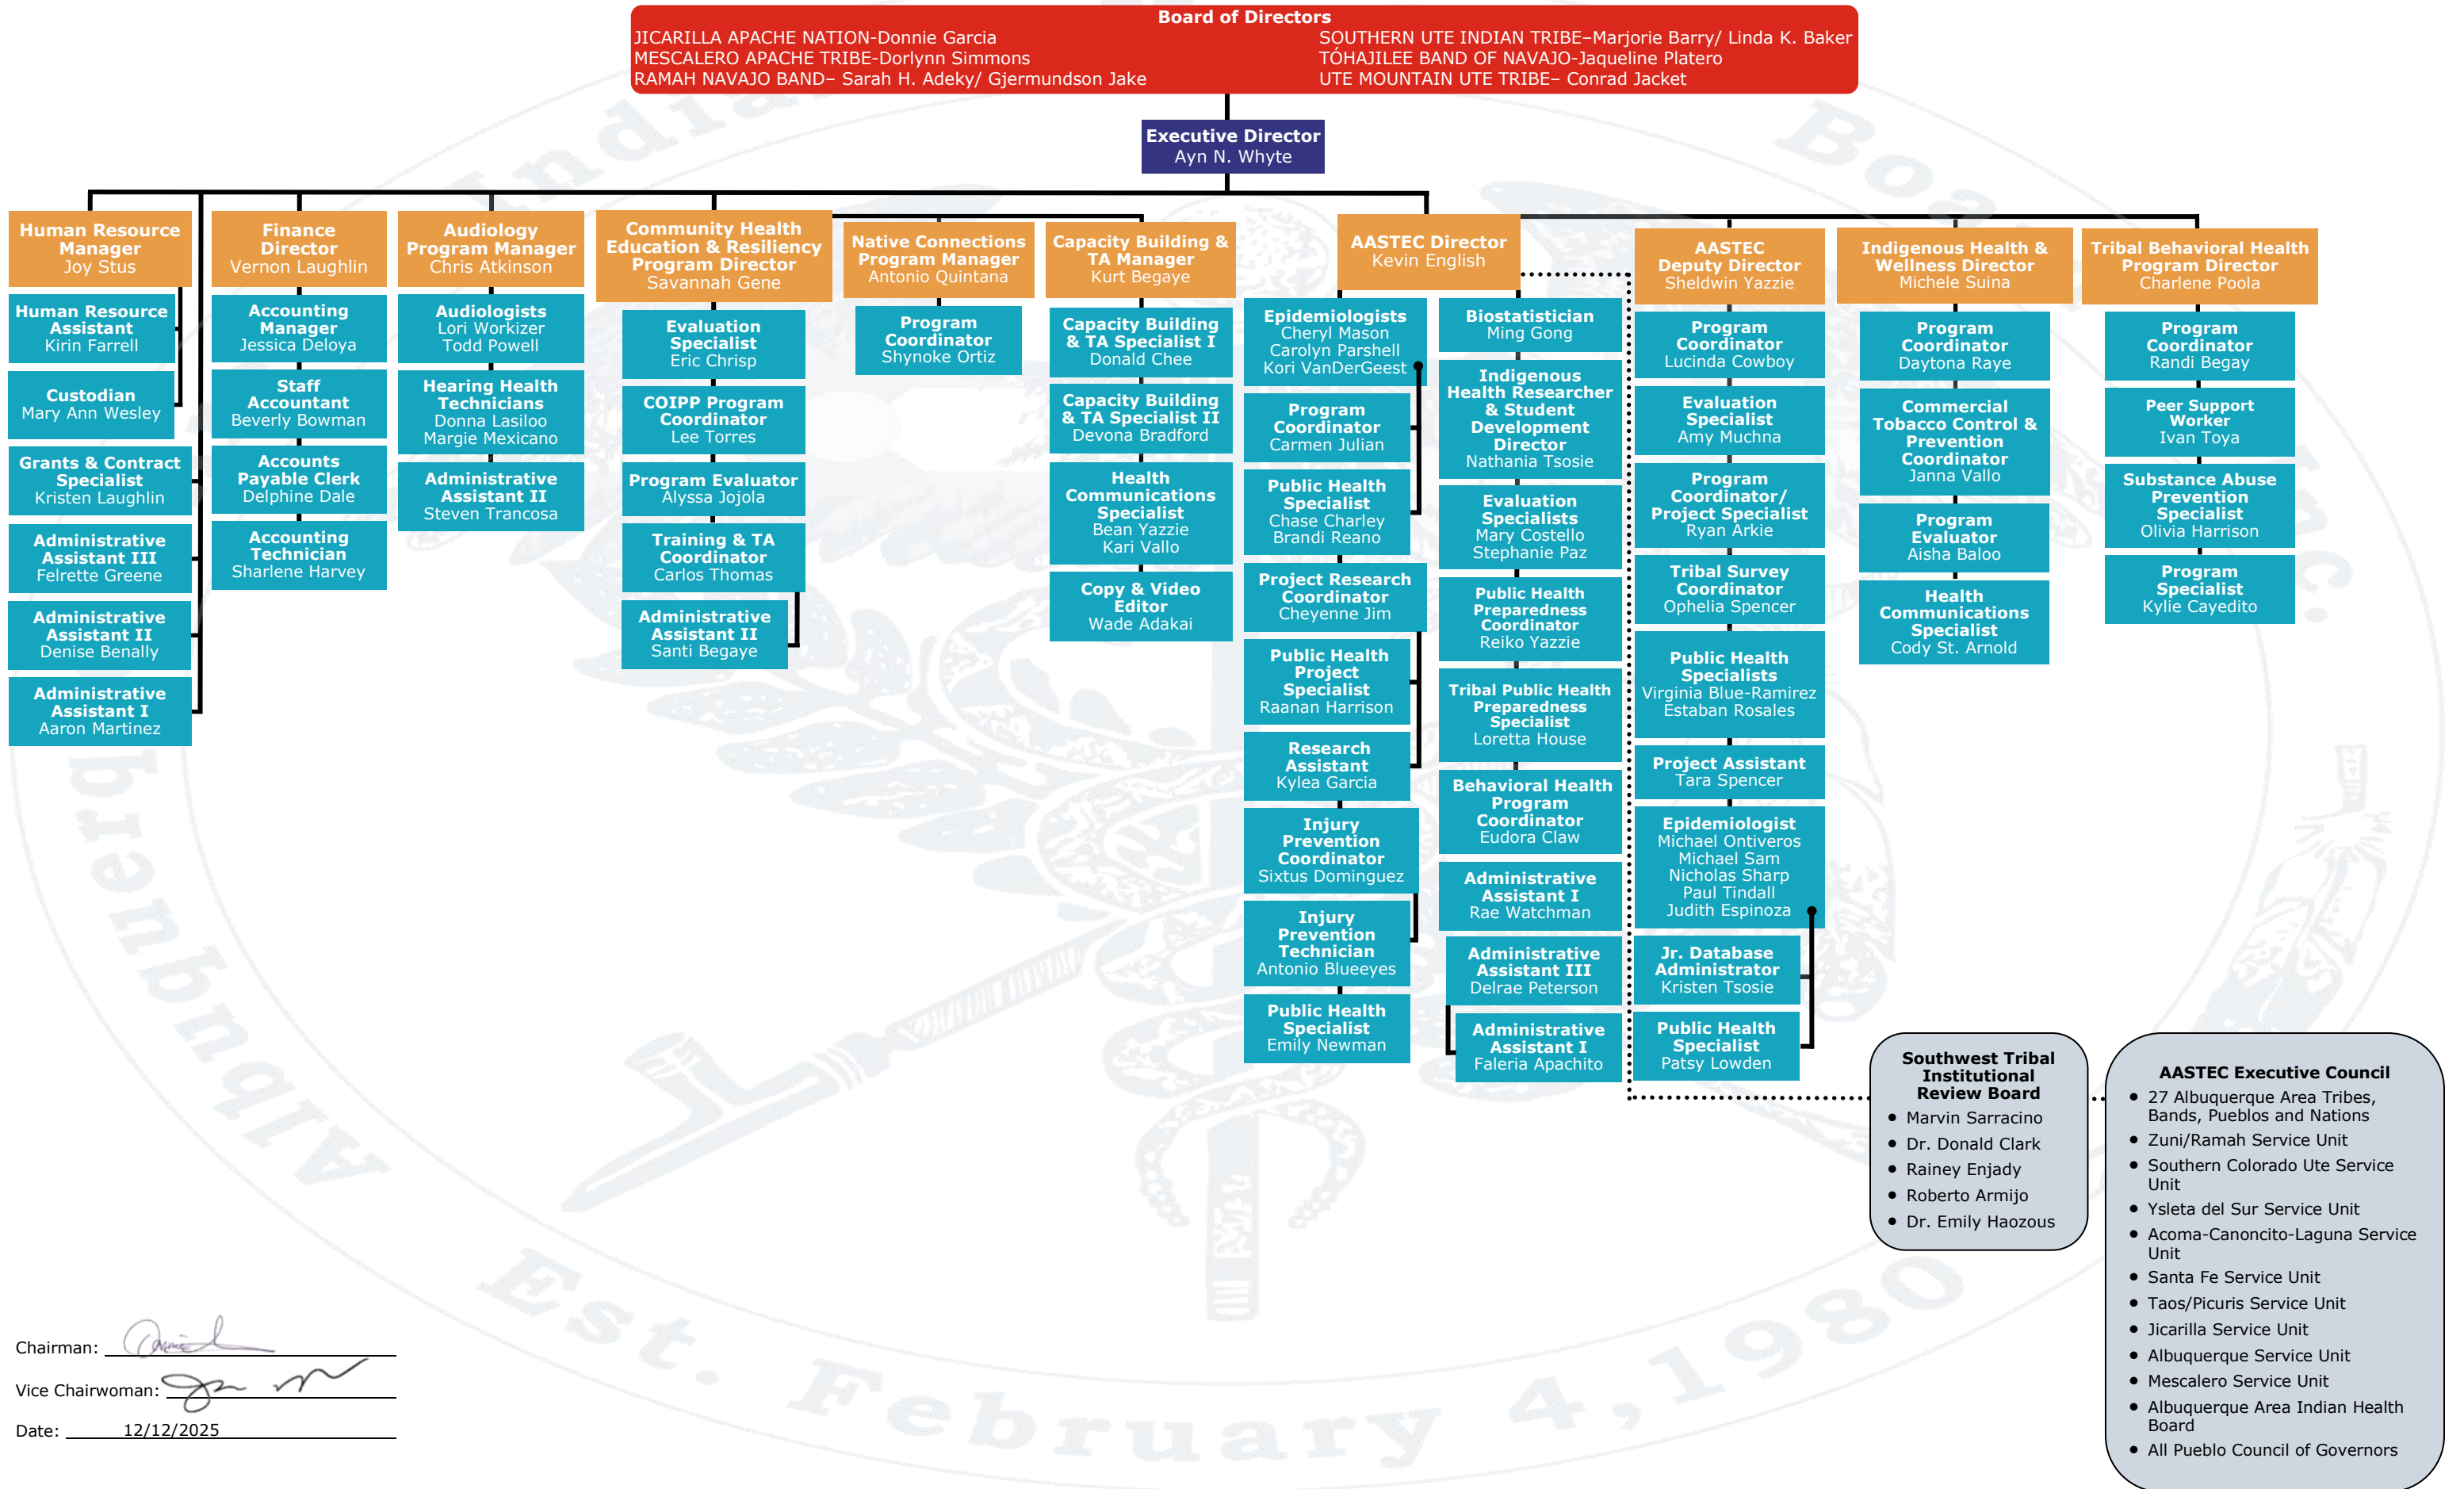 Board of Directors
JICARILLA APACHE NATION-Donnie Garcia
MESCALERO APACHE TRIBE-Dorlynn Simmons
RAMAH NAVAJO BAND– Sarah H. Adeky/ Gjermundson Jake
SOUTHERN UTE INDIAN TRIBE–Marjorie Barry/ Linda K. Baker
TÓHAJILEE BAND OF NAVAJO-Jaqueline Platero
UTE MOUNTAIN UTE TRIBE– Conrad Jacket
Executive Director
Ayn N. Whyte
Human Resource
Manager
Joy Stus
Human Resource
Assistant
Kirin Farrell
Custodian
Mary Ann Wesley
Grants & Contract
Specialist
Kristen Laughlin
Administrative
Assistant III
Felrette Greene
Administrative
Assistant II
Denise Benally
Administrative
Assistant I
Aaron Martinez
Finance
Director
Vernon Laughlin
Accounting
Manager
Jessica Deloya
Staff
Accountant
Beverly Bowman
Accounts
Payable Clerk
Delphine Dale
Accounting
Technician
Sharlene Harvey
Audiology
Program Manager
Chris Atkinson
Audiologists
Lori Workizer
Todd Powell
Hearing Health
Technicians
Donna Lasiloo
Margie Mexicano
Administrative
Assistant II
Steven Trancosa
Community Health
Education & Resiliency
Program Director
Savannah Gene
Evaluation
Specialist
Eric Chrisp
COIPP Program
Coordinator
Lee Torres
Program Evaluator
Alyssa Jojola
Training & TA
Coordinator
Carlos Thomas
Administrative
Assistant II
Santi Begaye
Native Connections
Program Manager
Antonio Quintana
Program
Coordinator
Shynoke Ortiz
Capacity Building &
TA Manager
Kurt Begaye
Capacity Building
& TA Specialist I
Donald Chee
Capacity Building
& TA Specialist II
Devona Bradford
Health
Communications
Specialist
Bean Yazzie
Kari Vallo
Copy & Video
Editor
Wade Adakai
AASTEC Director
Kevin English
Epidemiologists
Cheryl Mason
Carolyn Parshell
Kori VanDerGeest
Program
Coordinator
Carmen Julian
Public Health
Specialist
Chase Charley
Brandi Reano
Project Research
Coordinator
Cheyenne Jim
Public Health
Project
Specialist
Raanan Harrison
Research
Assistant
Kylea Garcia
Injury
Prevention
Coordinator
Sixtus Dominguez
Injury
Prevention
Technician
Antonio Blueeyes
Public Health
Specialist
Emily Newman
Biostatistician
Ming Gong
Indigenous
Health Researcher
& Student
Development
Director
Nathania Tsosie
Evaluation
Specialists
Mary Costello
Stephanie Paz
Public Health
Preparedness
Coordinator
Reiko Yazzie
Tribal Public Health
Preparedness
Specialist
Loretta House
Behavioral Health
Program
Coordinator
Eudora Claw
Administrative
Assistant I
Rae Watchman
Administrative
Assistant III
Delrae Peterson
Administrative
Assistant I
Faleria Apachito
AASTEC
Deputy Director
Sheldwin Yazzie
Program
Coordinator
Lucinda Cowboy
Evaluation
Specialist
Amy Muchna
Program
Coordinator/
Project Specialist
Ryan Arkie
Tribal Survey
Coordinator
Ophelia Spencer
Public Health
Specialists
Virginia Blue-Ramirez
Estaban Rosales
Project Assistant
Tara Spencer
Epidemiologist
Michael Ontiveros
Michael Sam
Nicholas Sharp
Paul Tindall
Judith Espinoza
Jr. Database
Administrator
Kristen Tsosie
Public Health
Specialist
Patsy Lowden
Indigenous Health &
Wellness Director
Michele Suina
Program
Coordinator
Daytona Raye
Commercial
Tobacco Control &
Prevention
Coordinator
Janna Vallo
Program
Evaluator
Aisha Baloo
Health
Communications
Specialist
Cody St. Arnold
Tribal Behavioral Health
Program Director
Charlene Poola
Program
Coordinator
Randi Begay
Peer Support
Worker
Ivan Toya
Substance Abuse
Prevention
Specialist
Olivia Harrison
Program
Specialist
Kylie Cayedito
Southwest Tribal
Institutional
Review Board
• Marvin Sarracino
• Dr. Donald Clark
• Rainey Enjady
• Roberto Armijo
• Dr. Emily Haozous
AASTEC Executive Council
• 27 Albuquerque Area Tribes,
Bands, Pueblos and Nations
• Zuni/Ramah Service Unit
• Southern Colorado Ute Service
Unit
• Ysleta del Sur Service Unit
• Acoma-Canoncito-Laguna Service
Unit
• Santa Fe Service Unit
• Taos/Picuris Service Unit
• Jicarilla Service Unit
• Albuquerque Service Unit
• Mescalero Service Unit
• Albuquerque Area Indian Health
Board
• All Pueblo Council of Governors
Chairman:
Vice Chairwoman:
Date: 12/12/2025
Est. February 4, 1980